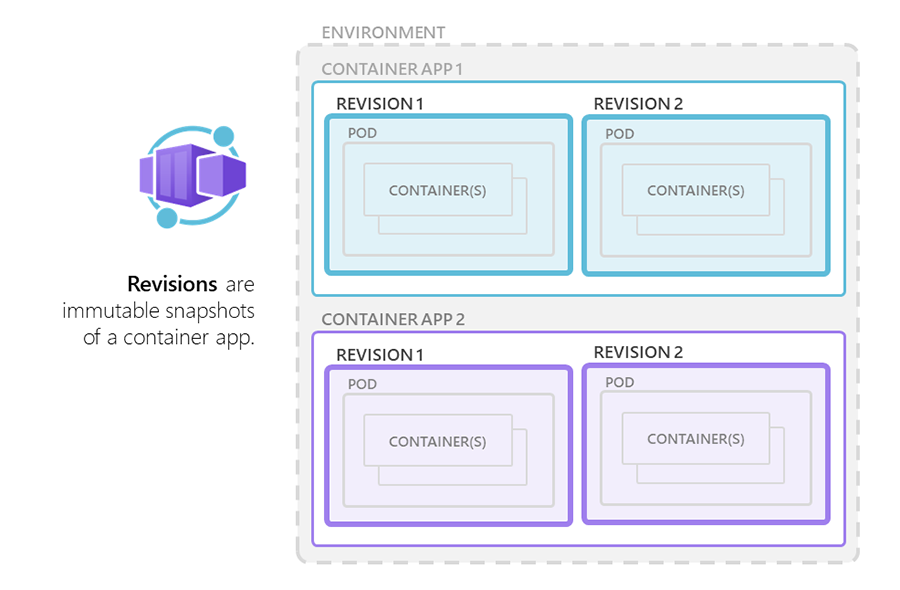 ENVIRONMENT
CONTAINER APP 1
REVISION 1
REVISION 2
POD
POD
CONTAINER(S)
CONTAINER(S)
Revisions are
immutable snapshots
of a container app.
CONTAINER APP 2
REVISION 1
REVISION 2
POD
POD
CONTAINER(S)
CONTAINER(S)